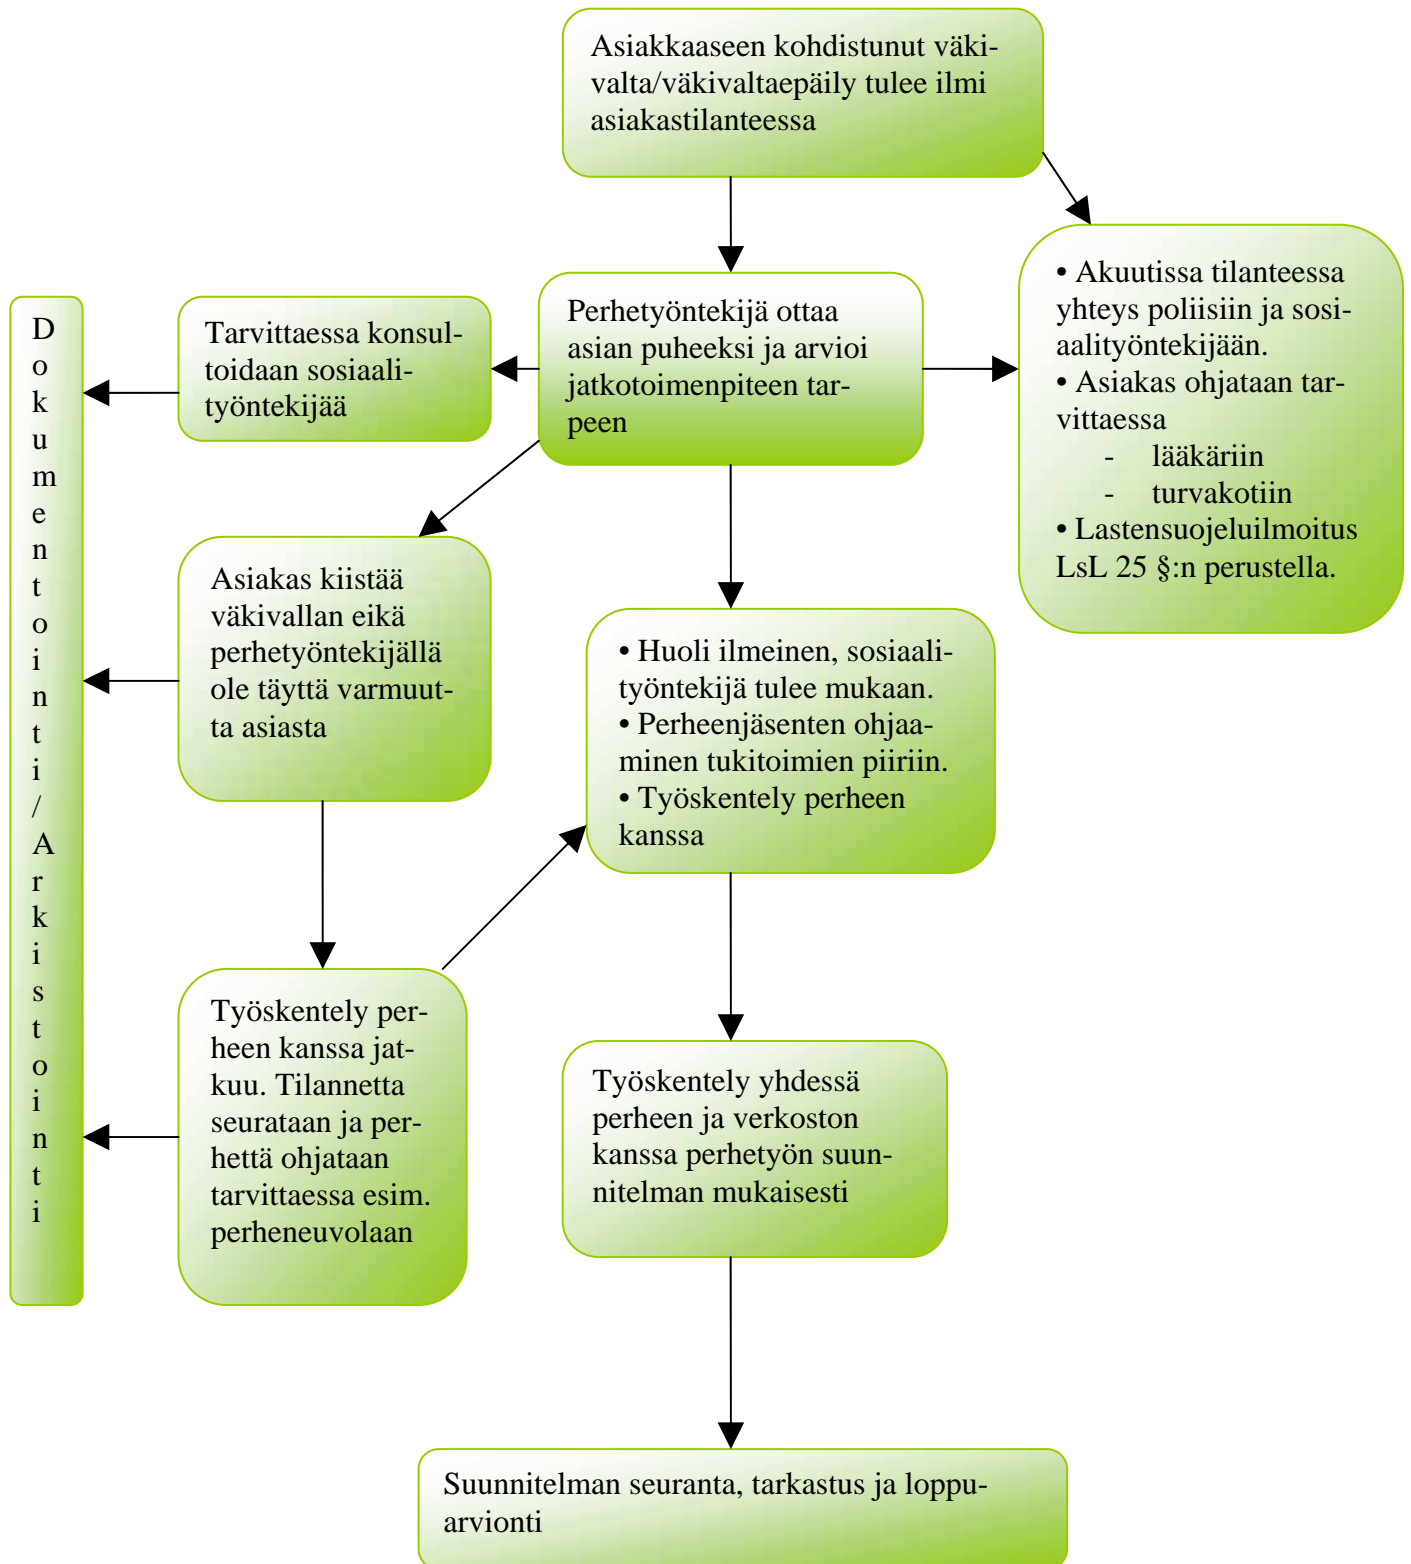 Asiakkaaseen kohdistunut väki-
valta/väkivaltaepäily tulee ilmi
asiakastilanteessa
• Akuutissa tilanteessa
yhteys poliisiin ja sosi-
aalityöntekijään.
• Asiakas ohjataan tar-
vittaessa
- lääkäriin
- turvakotiin
• Lastensuojeluilmoitus
LsL 25 §:n perustella.
Perhetyöntekijä ottaa
asian puheeksi ja arvioi
jatkotoimenpiteen tar-
peen
Tarvittaessa konsul-
toidaan sosiaali-
työntekijää
Dokumentointi/Arkistointi
Asiakas kiistää
väkivallan eikä
perhetyöntekijällä
ole täyttä varmuut-
ta asiasta
• Huoli ilmeinen, sosiaali-
työntekijä tulee mukaan.
• Perheenjäsenten ohjaa-
minen tukitoimien piiriin.
• Työskentely perheen
kanssa
Työskentely per-
heen kanssa jat-
kuu. Tilannetta
seurataan ja per-
hettä ohjataan
tarvittaessa esim.
perheneuvolaan
Työskentely yhdessä
perheen ja verkoston
kanssa perhetyön suun-
nitelman mukaisesti
Suunnitelman seuranta, tarkastus ja loppu-
arvionti